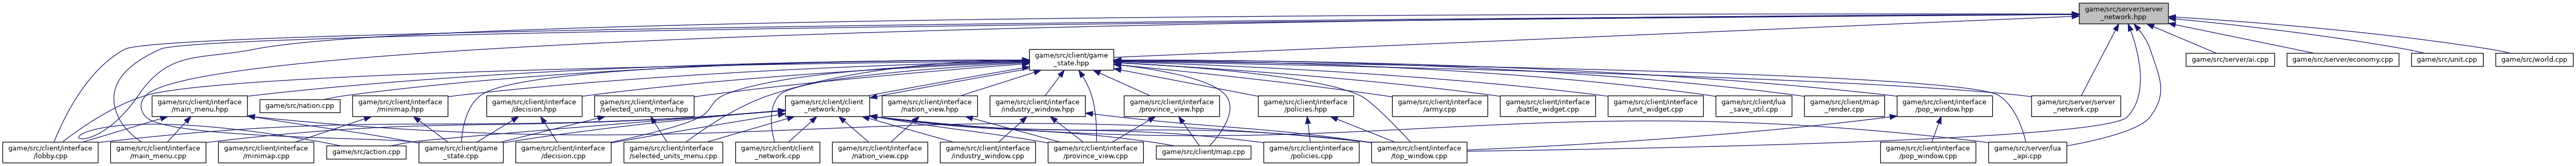 game/src/server/server
_network.hpp
game/src/client/game
_state.hpp
game/src/server/ai.cpp
game/src/server/economy.cpp
game/src/unit.cpp
game/src/world.cpp
game/src/client/interface
/main_menu.hpp
game/src/nation.cpp
game/src/client/interface
/minimap.hpp
game/src/client/interface
/decision.hpp
game/src/client/interface
/selected_units_menu.hpp
game/src/client/client
_network.hpp
game/src/client/interface
/nation_view.hpp
game/src/client/interface
/industry_window.hpp
game/src/client/interface
/province_view.hpp
game/src/client/interface
/policies.hpp
game/src/client/interface
/army.cpp
game/src/client/interface
/battle_widget.cpp
game/src/client/interface
/unit_widget.cpp
game/src/client/lua
_save_util.cpp
game/src/client/map
_render.cpp
game/src/client/interface
/pop_window.hpp
game/src/server/server
_network.cpp
game/src/client/interface
/lobby.cpp
game/src/client/interface
/main_menu.cpp
game/src/client/interface
/minimap.cpp
game/src/action.cpp
game/src/client/game
_state.cpp
game/src/client/interface
/decision.cpp
game/src/client/interface
/selected_units_menu.cpp
game/src/client/client
_network.cpp
game/src/client/interface
/nation_view.cpp
game/src/client/interface
/industry_window.cpp
game/src/client/interface
/province_view.cpp
game/src/client/map.cpp
game/src/client/interface
/policies.cpp
game/src/client/interface
/top_window.cpp
game/src/client/interface
/pop_window.cpp
game/src/server/lua
_api.cpp